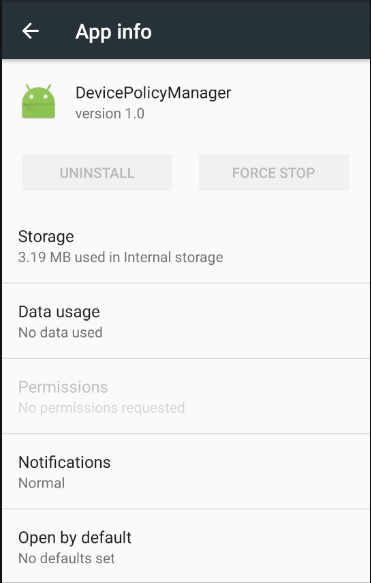 App info
DevicePolicyManager
version 1.0
UNINSTALL
FORCE STOP
Storage
3.19 MB used in Internal storage
Data usage
No data used
Permissions
No permissions requested
Notifications
Normal
Open by default
No defaults set